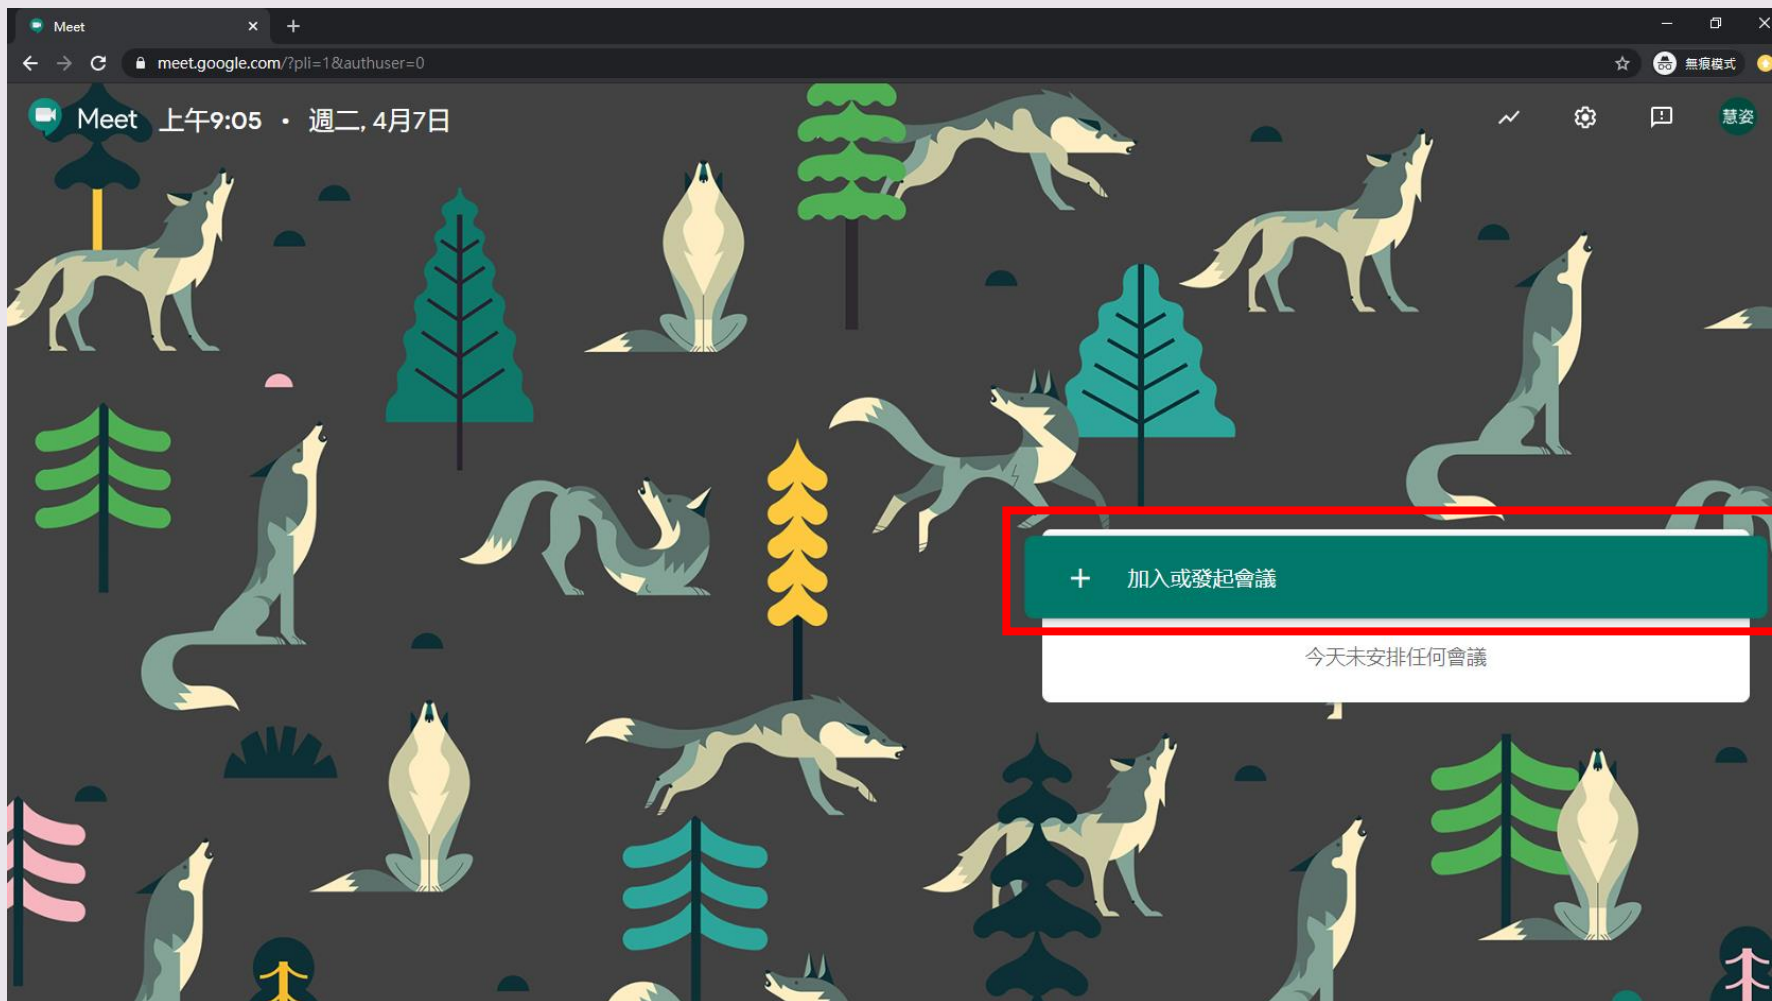 Meet
meet.google.com/?pli=1&authuser=0
無痕模式
Meet 上午9:05 • 週二, 4月7日
慧姿
加入或發起會議
今天未安排任何會議